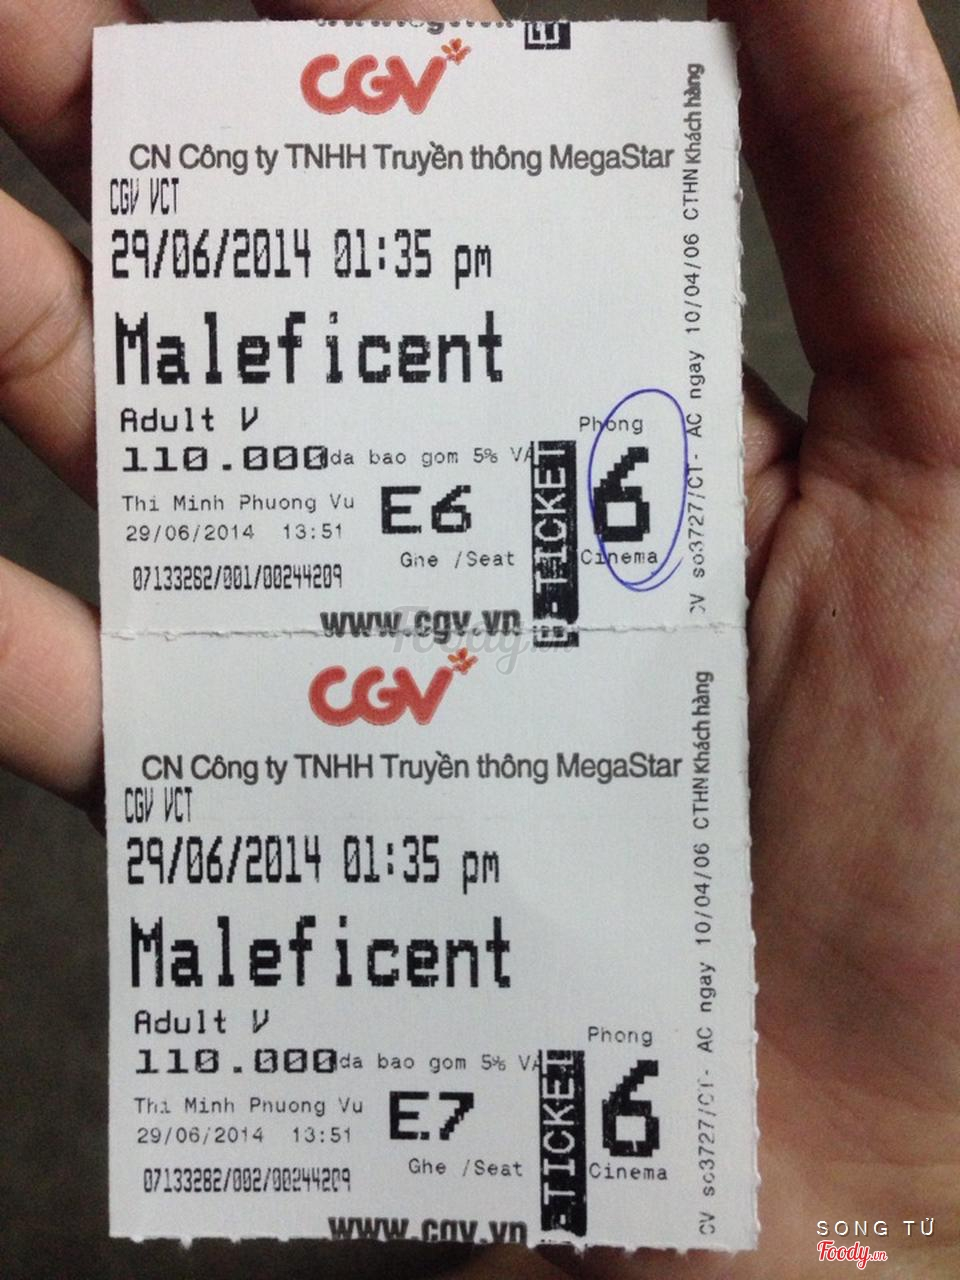 CGV
CN Công ty TNHH Truyền thông MegaStar
CGV VCT
29/06/2014 01:35 pm
Maleficent
Adult V
110.000 da bao gom 5% VA
Thi Minh Phuong Vu
29/06/2014 13:51
E6
Ghe /Seat
07133282/001/00244209
TICKET
Phong
6
Cinema
CV so3727/CT- AC ngay 10/04/06 CTHN Khách hàng
www.cgv.vn
Foody.vn
CGV
CN Công ty TNHH Truyền thông MegaStar
CGV VCT
29/06/2014 01:35 pm
Maleficent
Adult V
110.000 da bao gom 5% VA
Thi Minh Phuong Vu
29/06/2014 13:51
E7
Ghe /Seat
07133282/002/00244209
TICKET
Phong
6
Cinema
CV so3727/CT- AC ngay 10/04/06 CTHN Khách hàng
www.cgv.vn
SONG TỬ
Foody.vn